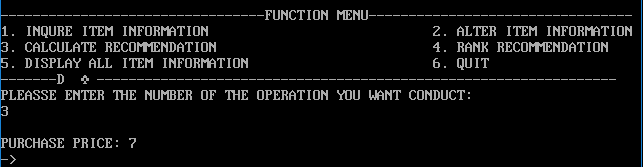 --------------------------------FUNCTION MENU--------------------------------
1. INQURE ITEM INFORMATION 2. ALTER ITEM INFORMATION
3. CALCULATE RECOMMENDATION 4. RANK RECOMMENDATION
5. DISPLAY ALL ITEM INFORMATION 6. QUIT
-------D ✥ ----------------------------------------------------------------
PLEASSE ENTER THE NUMBER OF THE OPERATION YOU WANT CONDUCT:
3
PURCHASE PRICE: 7
->